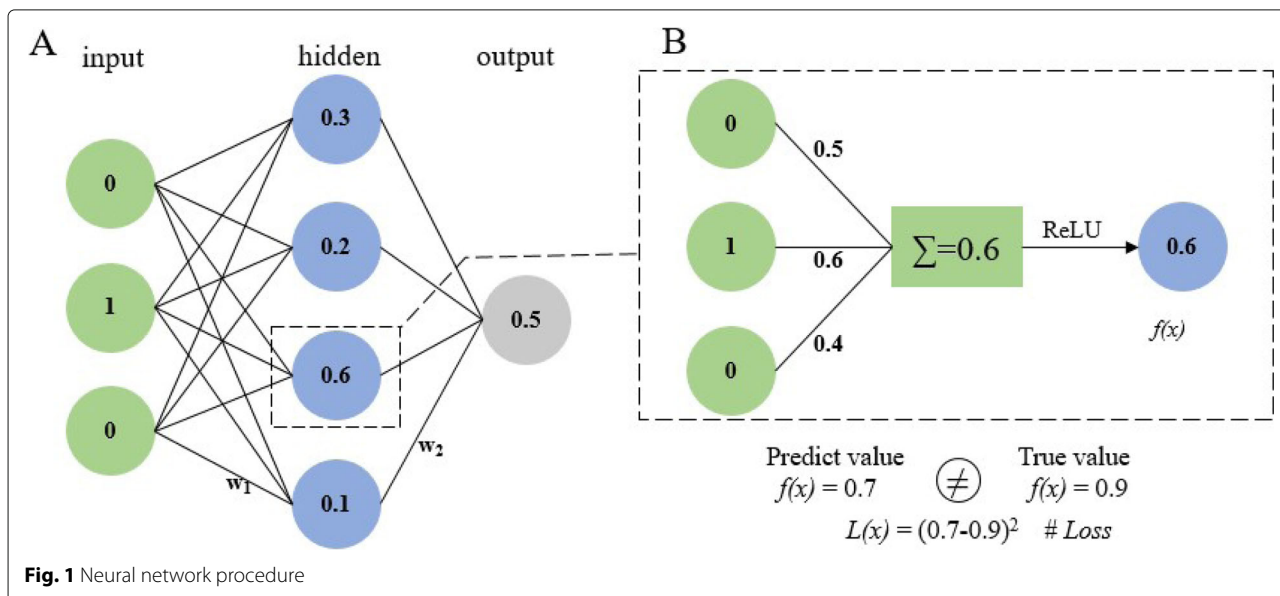 A
input
hidden
output
0
1
0
0.3
0.2
0.6
0.1
0.5
w1
w2
B
0
1
0
0.5
0.6
0.4
∑=0.6
ReLU
0.6
f(x)
Predict value
f(x) = 0.7
≠
True value
f(x) = 0.9
L(x) = (0.7-0.9)² # Loss
Fig. 1 Neural network procedure